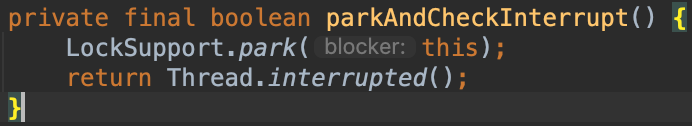 private final boolean parkAndCheckInterrupt() {
    LockSupport.park( blocker: this);
    return Thread.interrupted();
}